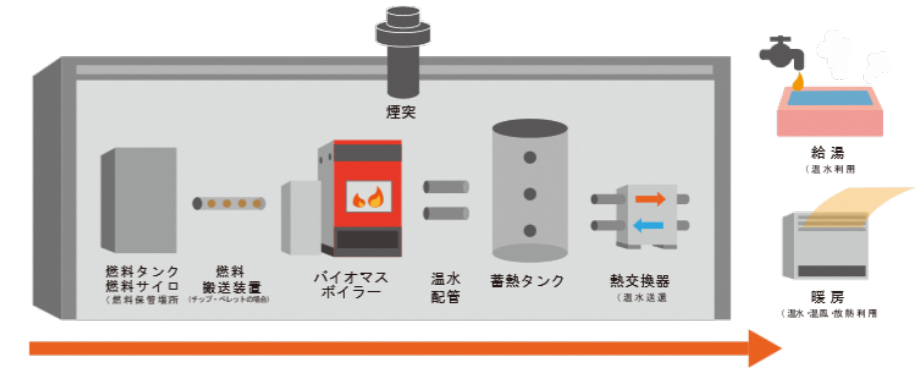 煙突
給湯
（温水利用
燃料タンク
燃料サイロ
（燃料保管場所）
燃料
搬送装置
（チップ・ペレットの場合）
バイオマス
ボイラー
温水
配管
蓄熱タンク
熱交換器
（温水送還
暖房
（温水・温風・放熱利用